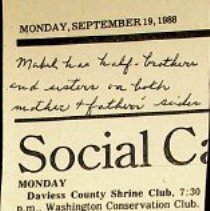 MONDAY, SEPTEMBER 19, 1988
Mabel has half-brothers
and sisters on both
mother & fathers' sides
Social Ca
MONDAY
Daviess County Shrine Club, 7:30
p.m., Washington Conservation Club.